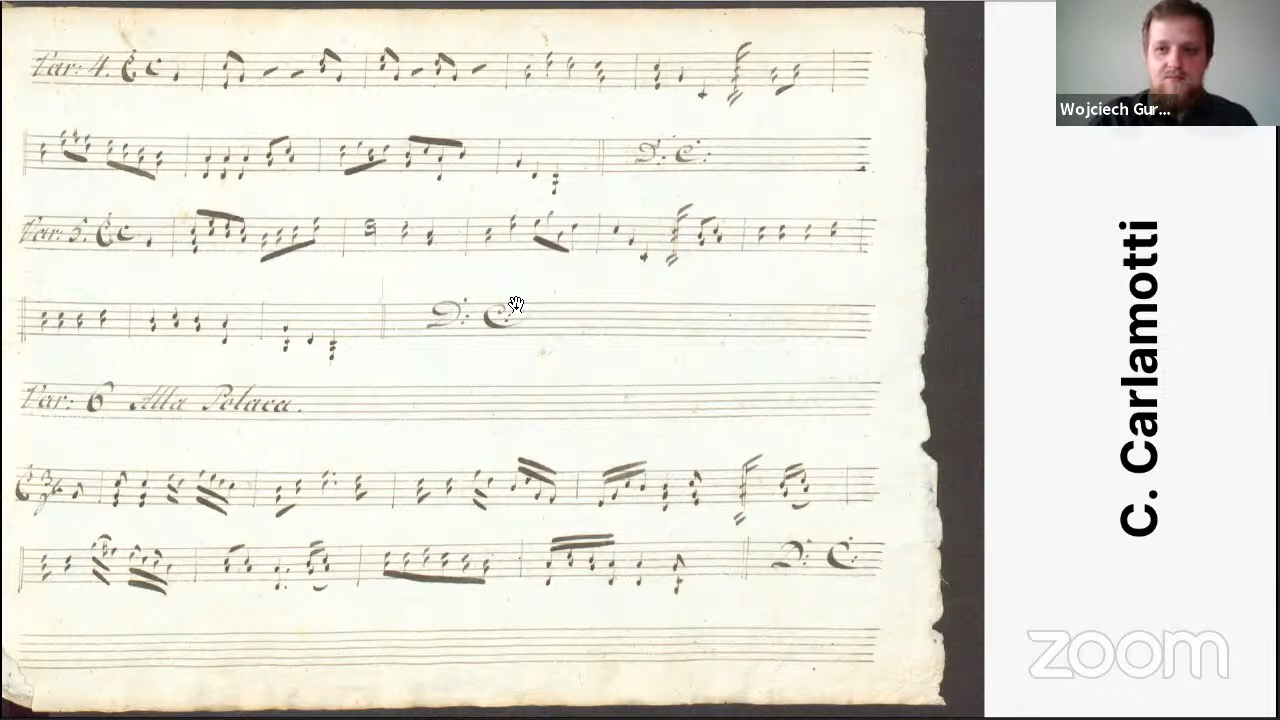 Var: 4.
D: C:
Var: 5.
D: C:
Var: 6 Alla Polaca.
D: C:
Wojciech Gur...
C. Carlamotti
zoom